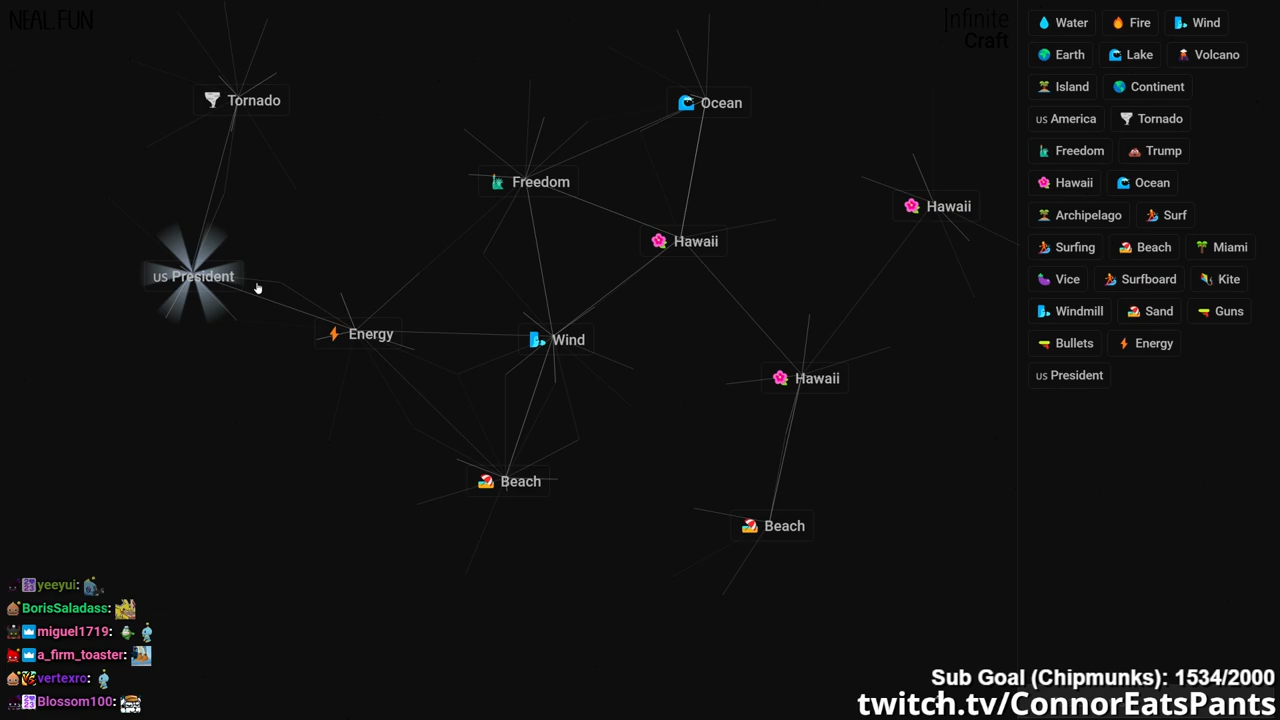 NEAL.FUN
Infinite
Craft
Tornado
Ocean
Freedom
Hawaii
Hawaii
US President
Energy
Wind
Hawaii
Beach
Beach
Water Fire Wind
Earth Lake Volcano
Island Continent
US America Tornado
Freedom Trump
Hawaii Ocean
Archipelago Surf
Surfing Beach Miami
Vice Surfboard Kite
Windmill Sand Guns
Bullets Energy
US President
yeeyui:
BorisSaladass:
miguel1719:
a_firm_toaster:
vertexro:
Blossom100:
Sub Goal (Chipmunks): 1534/2000
twitch.tv/ConnorEatsPants